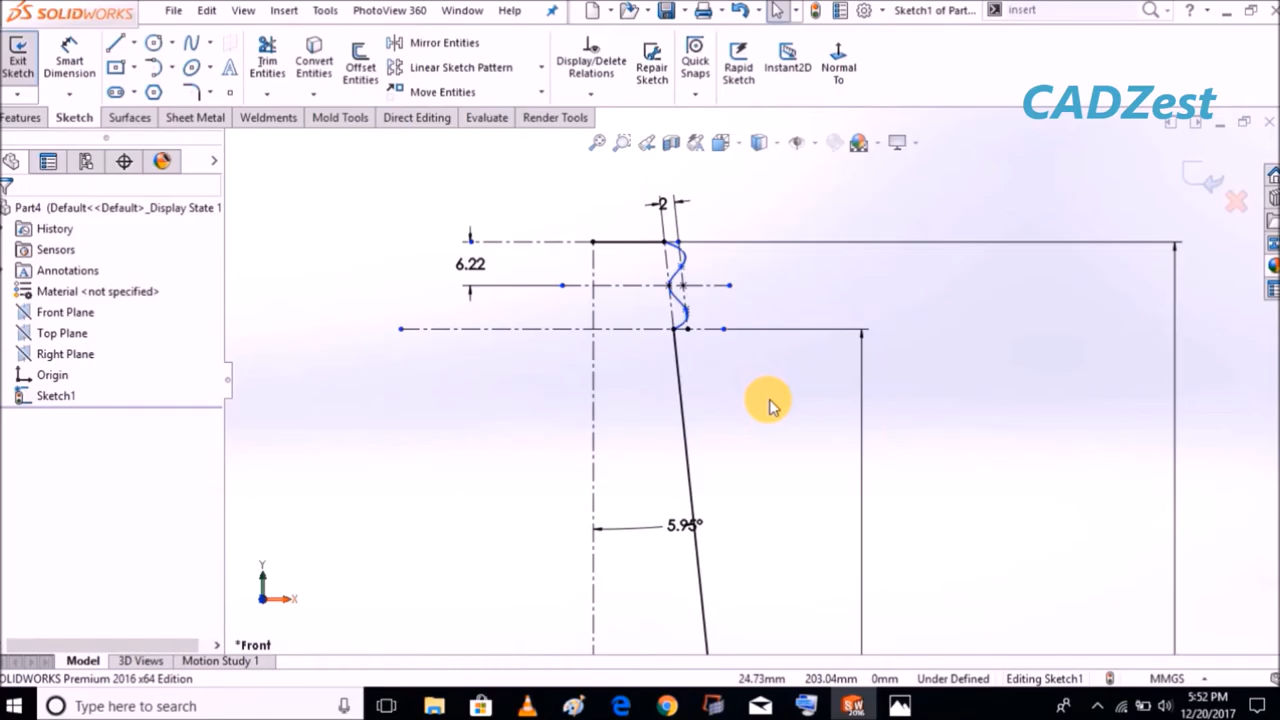 SOLIDWORKS File Edit View Insert Tools PhotoView 360 Window Help Sketch1 of Part... insert
Exit Sketch
Smart Dimension
Trim Entities
Convert Entities
Offset Entities
Mirror Entities
Linear Sketch Pattern
Move Entities
Display/Delete Relations
Repair Sketch
Quick Snaps
Rapid Sketch
Instant2D
Normal To
CADZest
Features Sketch Surfaces Sheet Metal Weldments Mold Tools Direct Editing Evaluate Render Tools
Part4 (Default<<Default>_Display State 1
History
Sensors
Annotations
Material <not specified>
Front Plane
Top Plane
Right Plane
Origin
Sketch1
2
6.22
5.95°
Y
X
*Front
Model 3D Views Motion Study 1
OLIDWORKS Premium 2016 x64 Edition 24.73mm 203.04mm 0mm Under Defined Editing Sketch1 MMGS
Type here to search
5:52 PM
12/20/2017